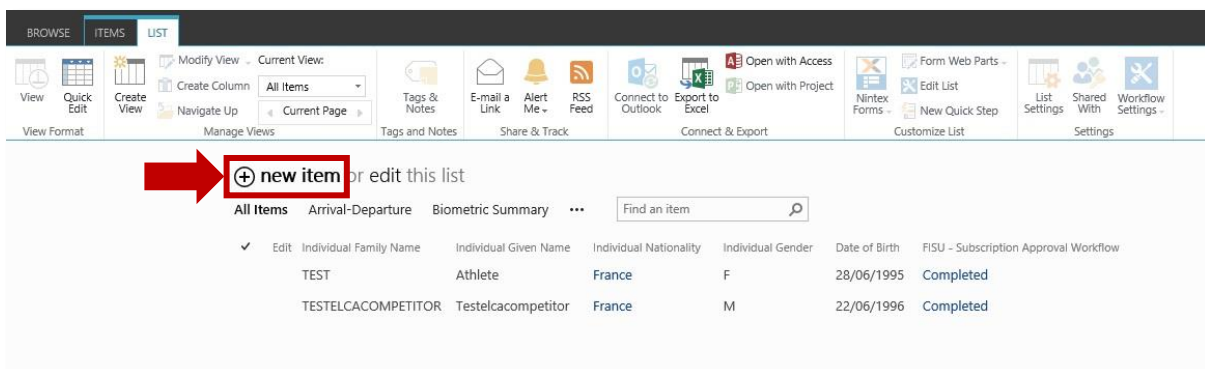 BROWSE ITEMS LIST
View
Quick Edit
View Format
Create View
Modify View
Create Column
Navigate Up
Current View:
All Items
Current Page
Manage Views
Tags & Notes
Tags and Notes
E-mail a Link
Alert Me
RSS Feed
Share & Track
Connect to Outlook
Export to Excel
Open with Access
Open with Project
Connect & Export
Nintex Forms
Form Web Parts
Edit List
New Quick Step
Customize List
List Settings
Shared With
Workflow Settings
Settings
new item or edit this list
All Items Arrival-Departure Biometric Summary ••• Find an item
Edit Individual Family Name Individual Given Name Individual Nationality Individual Gender Date of Birth FISU - Subscription Approval Workflow
TEST Athlete France F 28/06/1995 Completed
TESTELCACOMPETITOR Testelcacompetitor France M 22/06/1996 Completed